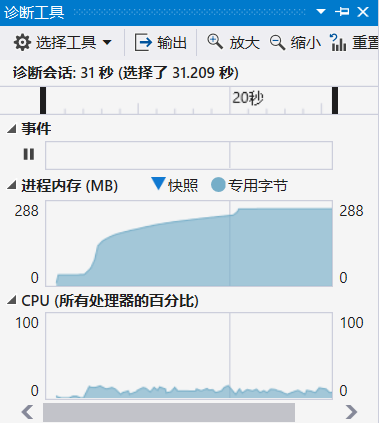 诊断工具
选择工具 输出 放大 缩小 重置
诊断会话: 31 秒 (选择了 31.209 秒)
20秒
事件
进程内存 (MB) 快照 专用字节
288 288
0 0
CPU (所有处理器的百分比)
100 100
0 0